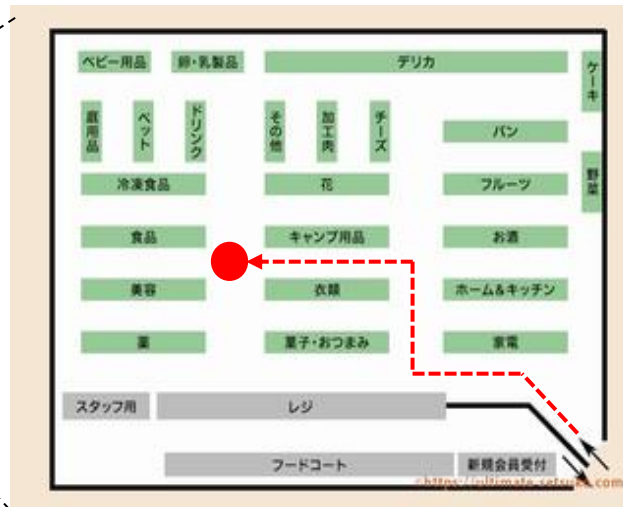 ベビー用品
卵・乳製品
デリカ
ケーキ
庭用品
ペット
ドリンク
その他
加工肉
チーズ
パン
野菜
冷凍食品
花
フルーツ
食品
キャンプ用品
お酒
美容
衣類
ホーム&キッチン
薬
菓子・おつまみ
家電
スタッフ用
レジ
フードコート
新規会員受付
©https://ultimate-setsuyaku.com